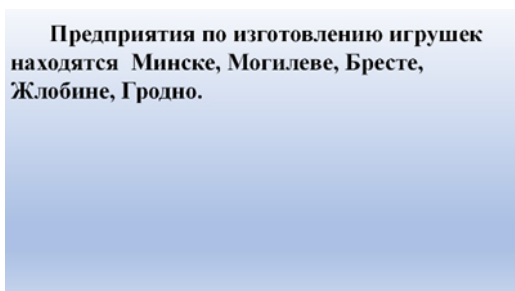 Предприятия по изготовлению игрушек
находятся  Минске, Могилеве, Бресте,
Жлобине, Гродно.